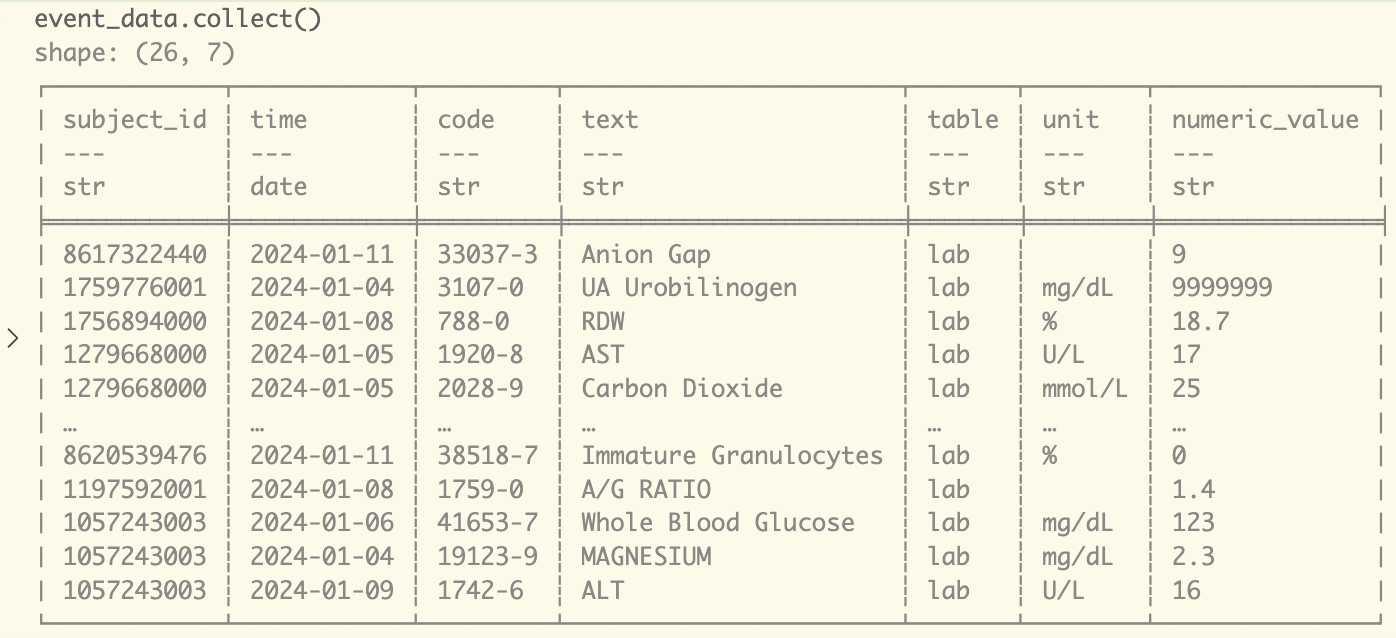 event_data.collect()
shape: (26, 7)
subject_id time code text table unit numeric_value
--- --- --- --- --- --- ---
str date str str str str str
8617322440 2024-01-11 33037-3 Anion Gap lab 9
1759776001 2024-01-04 3107-0 UA Urobilinogen lab mg/dL 9999999
1756894000 2024-01-08 788-0 RDW lab % 18.7
1279668000 2024-01-05 1920-8 AST lab U/L 17
1279668000 2024-01-05 2028-9 Carbon Dioxide lab mmol/L 25
… … … … … … …
8620539476 2024-01-11 38518-7 Immature Granulocytes lab % 0
1197592001 2024-01-08 1759-0 A/G RATIO lab 1.4
1057243003 2024-01-06 41653-7 Whole Blood Glucose lab mg/dL 123
1057243003 2024-01-04 19123-9 MAGNESIUM lab mg/dL 2.3
1057243003 2024-01-09 1742-6 ALT lab U/L 16